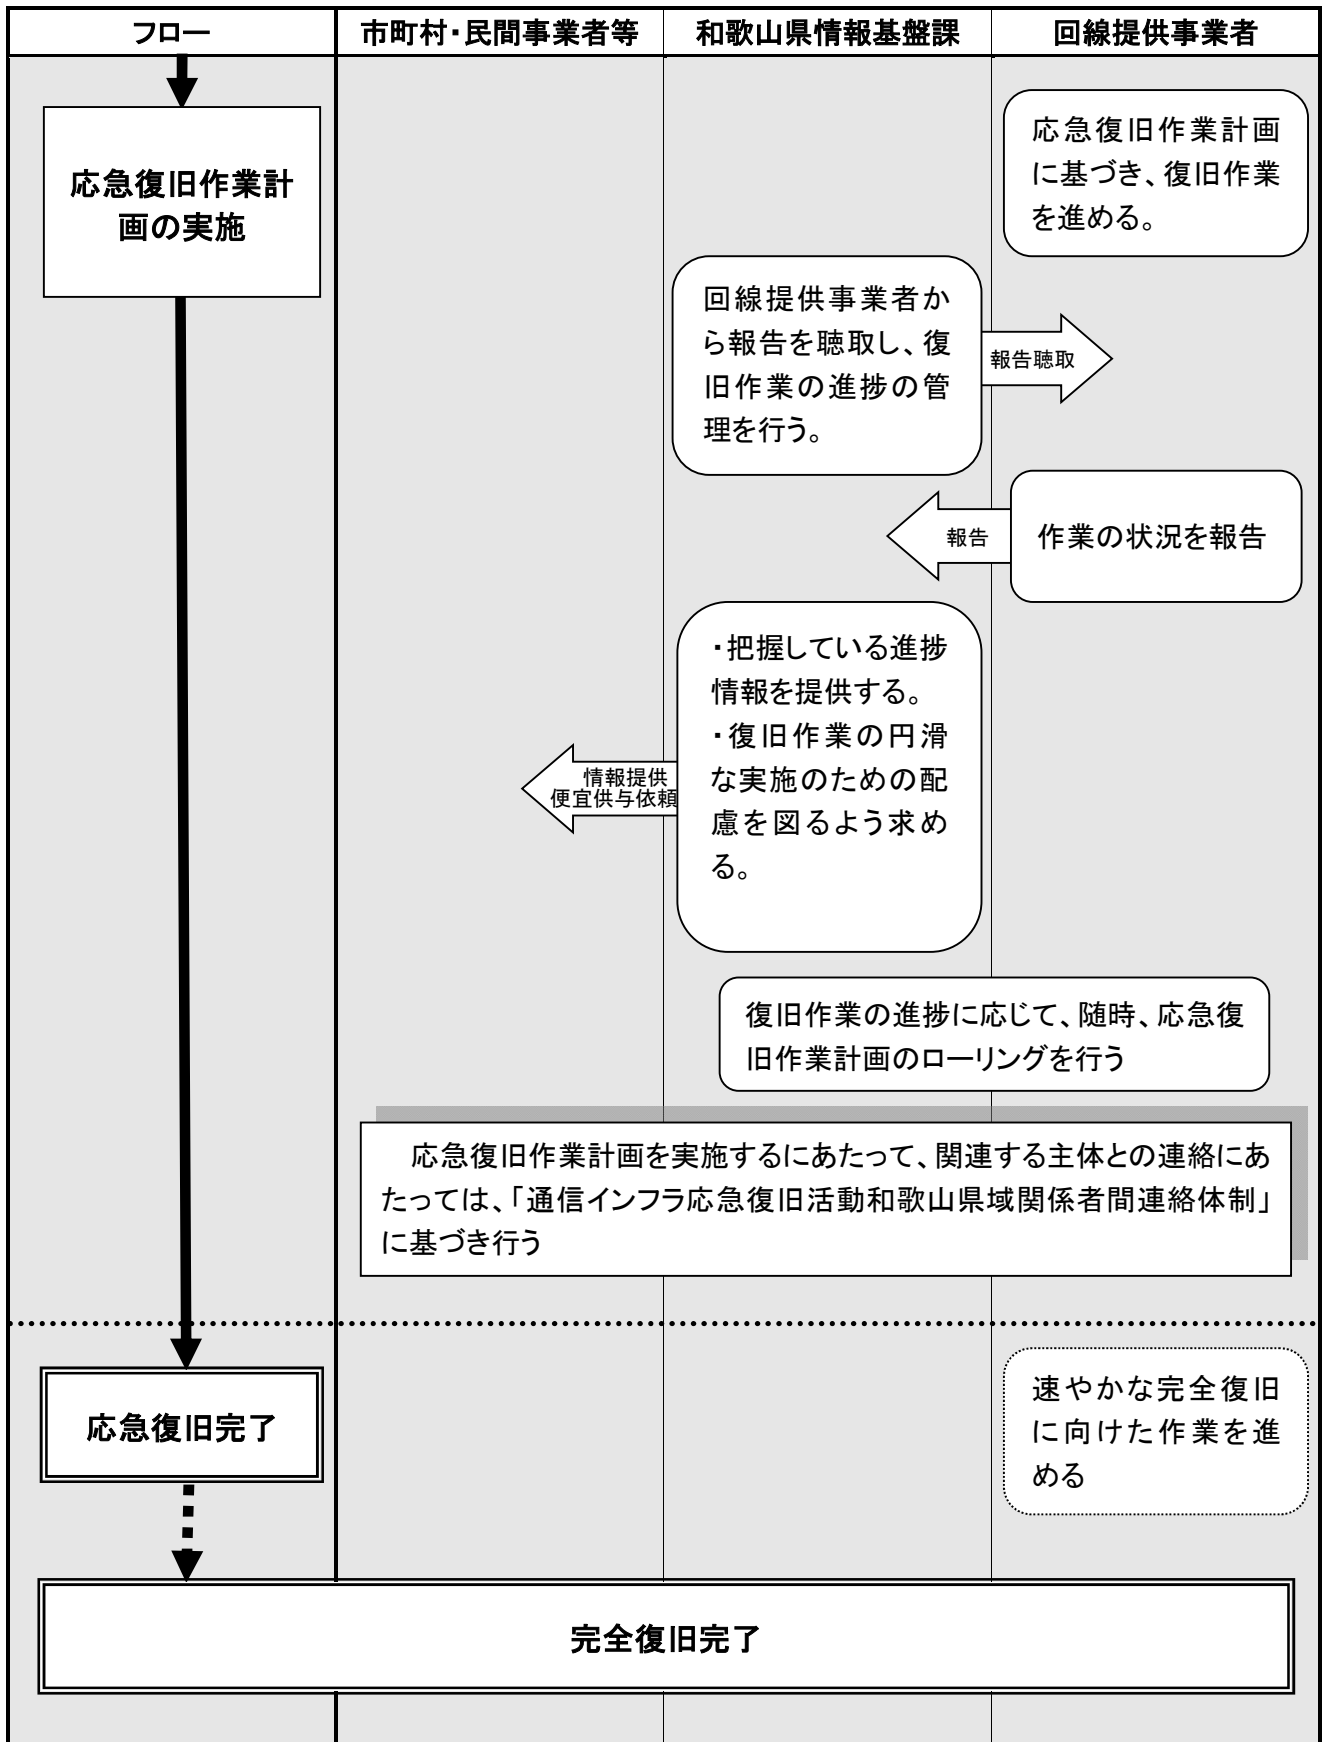 フロー
市町村・民間事業者等
和歌山県情報基盤課
回線提供事業者
応急復旧作業計
画の実施
応急復旧作業計画
に基づき、復旧作業
を進める。
回線提供事業者か
ら報告を聴取し、復
旧作業の進捗の管
理を行う。
報告聴取
報告
作業の状況を報告
・把握している進捗
情報を提供する。
・復旧作業の円滑
な実施のための配
慮を図るよう求め
る。
情報提供
便宜供与依頼
復旧作業の進捗に応じて、随時、応急復
旧作業計画のローリングを行う
応急復旧作業計画を実施するにあたって、関連する主体との連絡にあ
たっては、「通信インフラ応急復旧活動和歌山県域関係者間連絡体制」
に基づき行う
応急復旧完了
速やかな完全復旧
に向けた作業を進
める
完全復旧完了